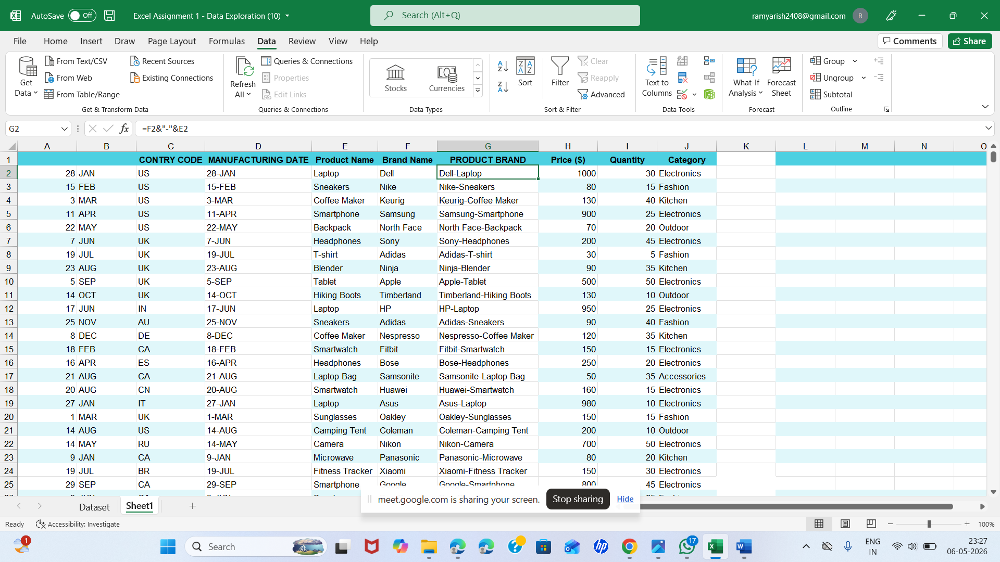 AutoSave Off Excel Assignment 1 - Data Exploration (10) Search (Alt+Q) ramyarish2408@gmail.com R
File Home Insert Draw Page Layout Formulas Data Review View Help Comments Share
Get Data From Text/CSV From Web From Table/Range Recent Sources Existing Connections Refresh All Queries & Connections Properties Edit Links Stocks Currencies Sort Filter Clear Reapply Advanced Text to Columns What-If Analysis Forecast Sheet Group Ungroup Subtotal
Get & Transform Data Queries & Connections Data Types Sort & Filter Data Tools Forecast Outline
G2 fx =F2&"-"&E2
A B C D E F G H I J K L M N O
1 CONTRY CODE MANUFACTURING DATE Product Name Brand Name PRODUCT BRAND Price ($) Quantity Category
2 28 JAN US 28-JAN Laptop Dell Dell-Laptop 1000 30 Electronics
3 15 FEB US 15-FEB Sneakers Nike Nike-Sneakers 80 15 Fashion
4 3 MAR US 3-MAR Coffee Maker Keurig Keurig-Coffee Maker 130 40 Kitchen
5 11 APR US 11-APR Smartphone Samsung Samsung-Smartphone 900 25 Electronics
6 22 MAY US 22-MAY Backpack North Face North Face-Backpack 70 20 Outdoor
7 7 JUN UK 7-JUN Headphones Sony Sony-Headphones 200 45 Electronics
8 19 JUL UK 19-JUL T-shirt Adidas Adidas-T-shirt 30 5 Fashion
9 23 AUG UK 23-AUG Blender Ninja Ninja-Blender 90 35 Kitchen
10 5 SEP UK 5-SEP Tablet Apple Apple-Tablet 500 50 Electronics
11 14 OCT UK 14-OCT Hiking Boots Timberland Timberland-Hiking Boots 130 10 Outdoor
12 17 JUN IN 17-JUN Laptop HP HP-Laptop 950 25 Electronics
13 25 NOV AU 25-NOV Sneakers Adidas Adidas-Sneakers 90 40 Fashion
14 8 DEC DE 8-DEC Coffee Maker Nespresso Nespresso-Coffee Maker 120 35 Kitchen
15 18 FEB CA 18-FEB Smartwatch Fitbit Fitbit-Smartwatch 150 15 Electronics
16 16 APR ES 16-APR Headphones Bose Bose-Headphones 250 20 Electronics
17 21 AUG CA 21-AUG Laptop Bag Samsonite Samsonite-Laptop Bag 50 35 Accessories
18 20 AUG CN 20-AUG Smartwatch Huawei Huawei-Smartwatch 160 15 Electronics
19 27 JAN IT 27-JAN Laptop Asus Asus-Laptop 980 10 Electronics
20 1 MAR UK 1-MAR Sunglasses Oakley Oakley-Sunglasses 150 15 Fashion
21 14 AUG US 14-AUG Camping Tent Coleman Coleman-Camping Tent 200 10 Outdoor
22 14 MAY RU 14-MAY Camera Nikon Nikon-Camera 700 50 Electronics
23 9 JAN CA 9-JAN Microwave Panasonic Panasonic-Microwave 80 20 Kitchen
24 19 JUL BR 19-JUL Fitness Tracker Xiaomi Xiaomi-Fitness Tracker 150 30 Electronics
25 29 SEP CA 29-SEP Smartphone Google Google-Smartphone 800 45 Electronics
meet.google.com is sharing your screen. Stop sharing Hide
Dataset Sheet1
Ready Accessibility: Investigate 100%
1 Search hp 17 ENG IN 23:27 06-05-2026